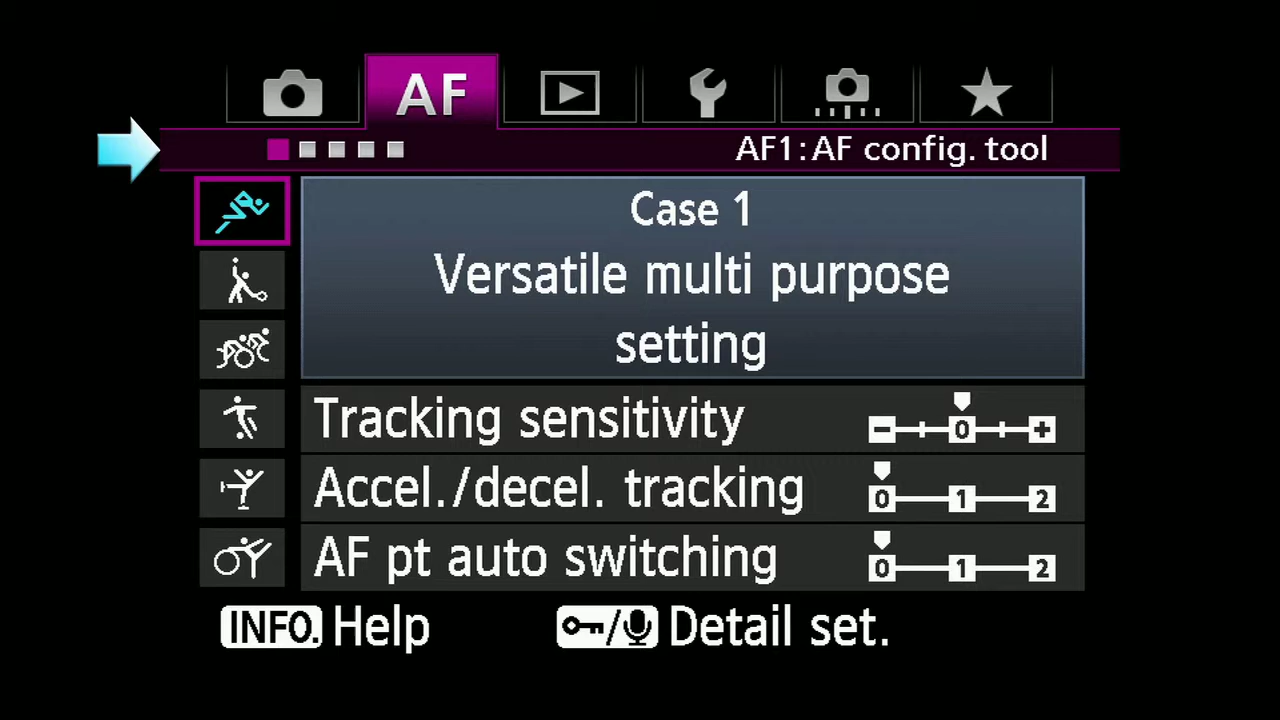 AF
AF1:AF config. tool
Case 1
Versatile multi purpose
setting
Tracking sensitivity
- 0 +
Accel./decel. tracking
0 1 2
AF pt auto switching
0 1 2
INFO. Help
/ Detail set.